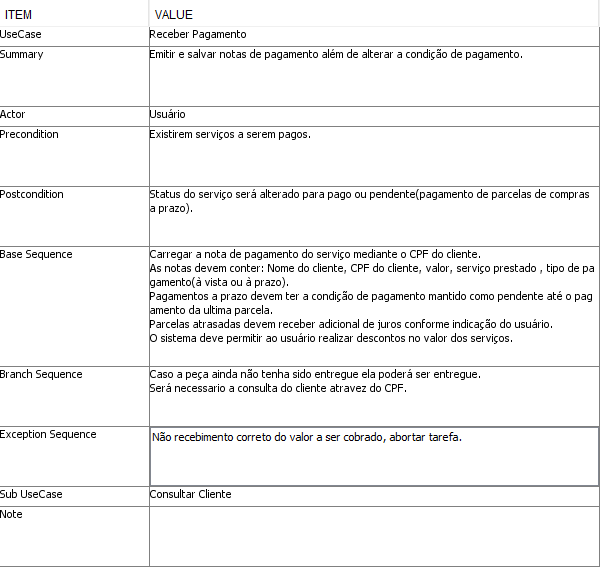 ITEM VALUE
UseCase Receber Pagamento
Summary Emitir e salvar notas de pagamento além de alterar a condição de pagamento.
Actor Usuário
Precondition Existirem serviços a serem pagos.
Postcondition Status do serviço será alterado para pago ou pendente(pagamento de parcelas de compras
a prazo).
Base Sequence Carregar a nota de pagamento do serviço mediante o CPF do cliente.
As notas devem conter: Nome do cliente, CPF do cliente, valor, serviço prestado , tipo de pa
gamento(à vista ou à prazo).
Pagamentos a prazo devem ter a condição de pagamento mantido como pendente até o pag
amento da ultima parcela.
Parcelas atrasadas devem receber adicional de juros conforme indicação do usuário.
O sistema deve permitir ao usuário realizar descontos no valor dos serviços.
Branch Sequence Caso a peça ainda não tenha sido entregue ela poderá ser entregue.
Será necessario a consulta do cliente atravez do CPF.
Exception Sequence Não recebimento correto do valor a ser cobrado, abortar tarefa.
Sub UseCase Consultar Cliente
Note